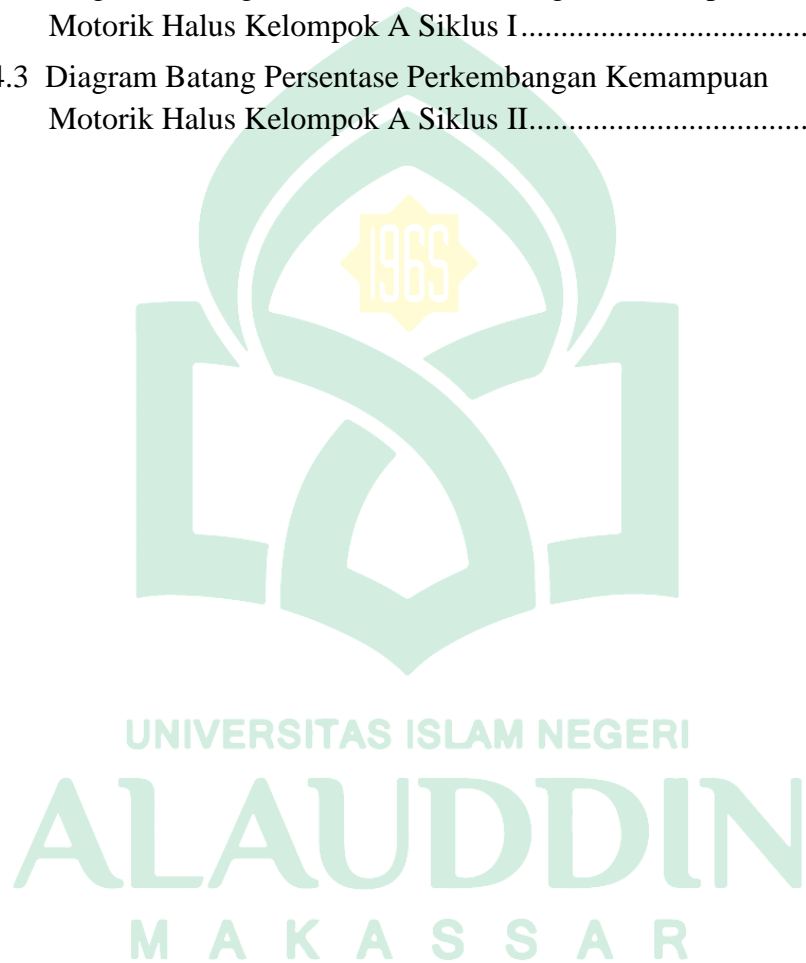 Motorik Halus Kelompok A Siklus I..................................
4.3 Diagram Batang Persentase Perkembangan Kemampuan
Motorik Halus Kelompok A Siklus II..................................
1965
UNIVERSITAS ISLAM NEGERI
ALAUDDIN
MAKASSAR